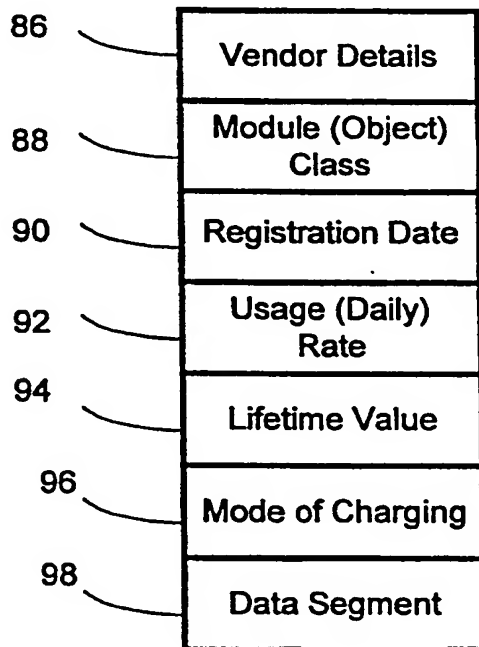 86
Vendor Details
88
Module (Object)
Class
90
Registration Date
92
Usage (Daily)
Rate
94
Lifetime Value
96
Mode of Charging
98
Data Segment